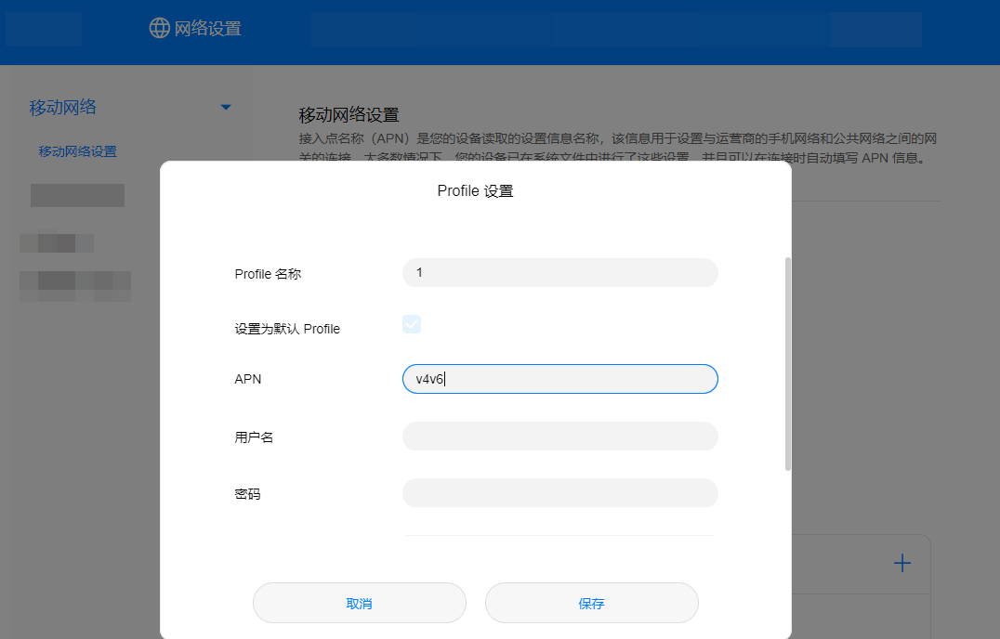 网络设置
移动网络
移动网络设置
移动网络设置
接入点名称（APN）是您的设备读取的设置信息名称，该信息用于设置与运营商的手机网络和公共网络之间的网
关的连接。大多数情况下，您的设备已在系统文件中进行了这些设置，并且可以在连接时自动填写 APN 信息。
Profile 设置
Profile 名称
1
设置为默认 Profile
APN
v4v6
用户名
密码
取消
保存